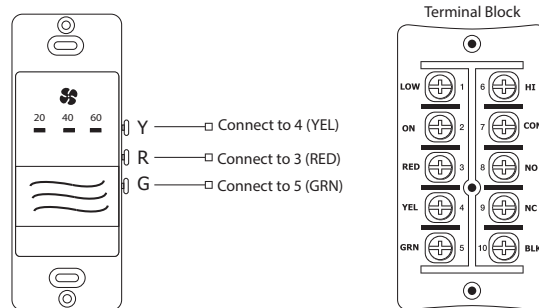 Terminal Block
20 40 60
Y Connect to 4 (YEL)
R Connect to 3 (RED)
G Connect to 5 (GRN)
LOW 1 6 HI
ON 2 7 COM
RED 3 8 NO
YEL 4 9 NC
GRN 5 10 BLK